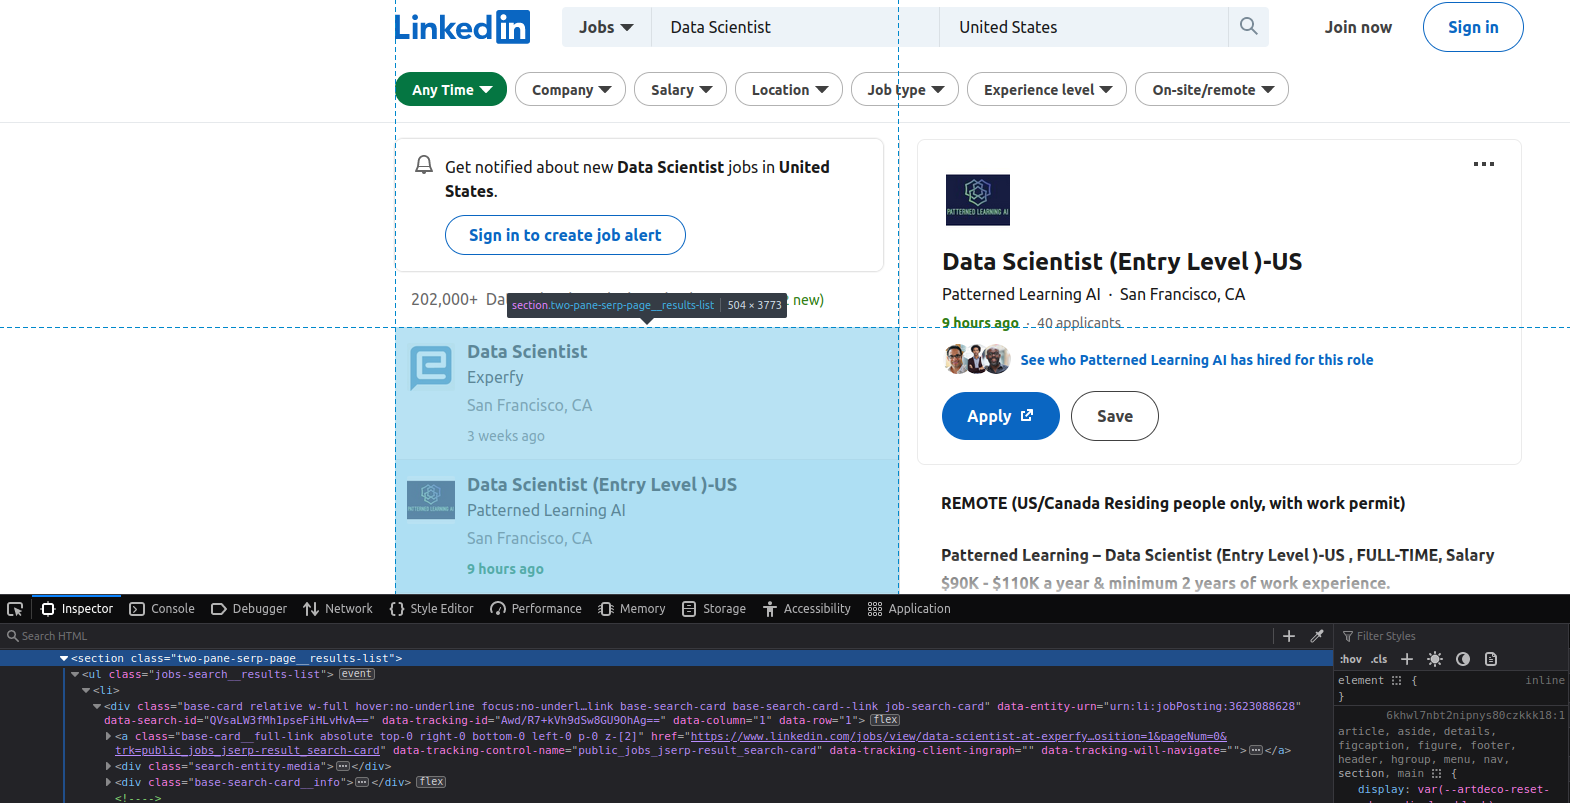 Linked in
Jobs
Data Scientist
United States
Join now
Sign in
Any Time
Company
Salary
Location
Job type
Experience level
On-site/remote
Get notified about new Data Scientist jobs in United
States.
Sign in to create job alert
202,000+ Da
new)
section.two-pane-serp-page__results-list | 504 × 3773
Data Scientist
Experfy
San Francisco, CA
3 weeks ago
PATTERNED LEARNING AI
Data Scientist (Entry Level )-US
Patterned Learning AI
San Francisco, CA
9 hours ago
PATTERNED LEARNING AI
Data Scientist (Entry Level )-US
Patterned Learning AI · San Francisco, CA
9 hours ago · 40 applicants
See who Patterned Learning AI has hired for this role
Apply
Save
REMOTE (US/Canada Residing people only, with work permit)
Patterned Learning – Data Scientist (Entry Level )-US , FULL-TIME, Salary
$90K - $110K a year & minimum 2 years of work experience.
Inspector
Console
Debugger
Network
Style Editor
Performance
Memory
Storage
Accessibility
Application
Search HTML
<section class="two-pane-serp-page__results-list">
<ul class="jobs-search__results-list"> event
<li>
<div class="base-card relative w-full hover:no-underline focus:no-underl…link base-search-card base-search-card--link job-search-card" data-entity-urn="urn:li:jobPosting:3623088628"
data-search-id="QVsaLW3fMh1pseFiHLvHvA==" data-tracking-id="Awd/R7+kVh9dSw8GU9OhAg==" data-column="1" data-row="1"> flex
<a class="base-card__full-link absolute top-0 right-0 bottom-0 left-0 p-0 z-[2]" href="https://www.linkedin.com/jobs/view/data-scientist-at-experfy…osition=1&pageNum=0&
trk=public_jobs_jserp-result_search-card" data-tracking-control-name="public_jobs_jserp-result_search-card" data-tracking-client-ingraph="" data-tracking-will-navigate="">…</a>
<div class="search-entity-media">…</div>
<div class="base-search-card__info">…</div> flex
<!---->
Filter Styles
:hov .cls
element { inline
}
6khwl7nbt2nipnys80czkkk18:1
article, aside, details,
figcaption, figure, footer,
header, hgroup, menu, nav,
section, main {
display: var(--artdeco-reset-